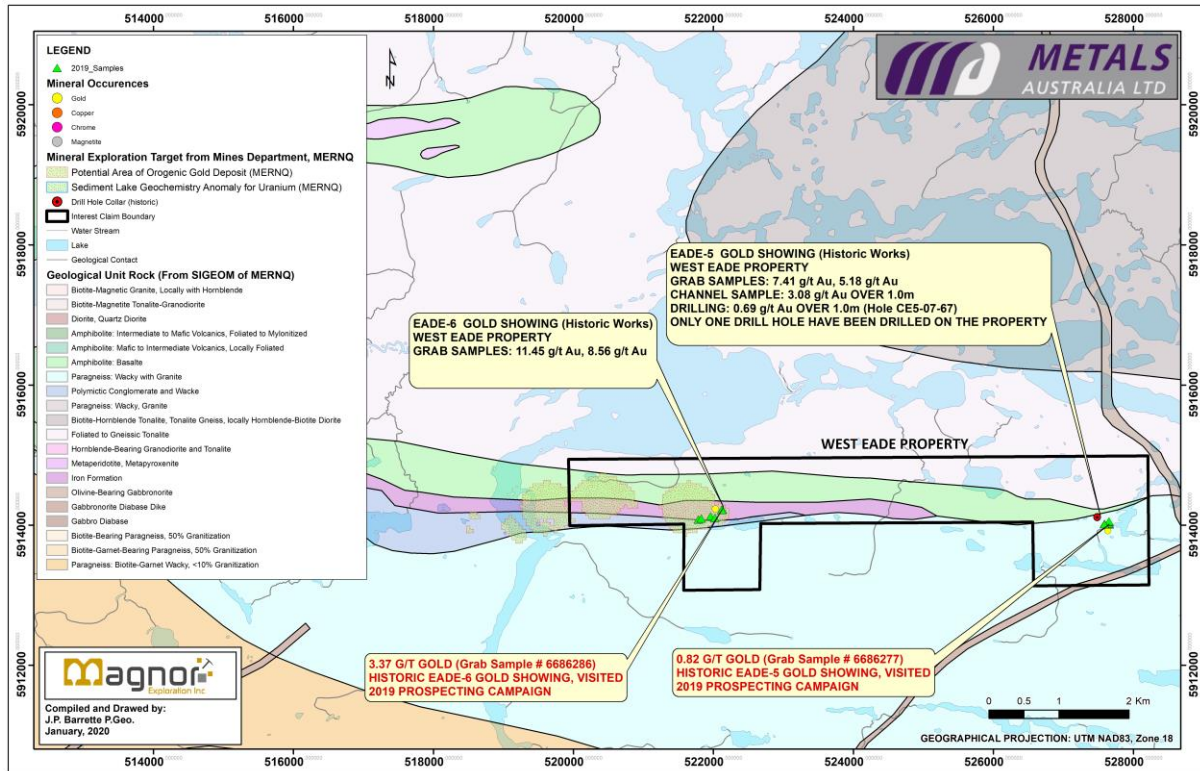 514000 516000 518000 520000 522000 524000 526000 528000
5920000
5918000
5916000
5914000
5912000
LEGEND
2019_Samples
Mineral Occurences
Gold
Copper
Chrome
Magnetite
Mineral Exploration Target from Mines Department, MERNQ
Potential Area of Orogenic Gold Deposit (MERNQ)
Sediment Lake Geochemistry Anomaly for Uranium (MERNQ)
Drill Hole Collar (historic)
Interest Claim Boundary
Water Stream
Lake
Geological Contact
Geological Unit Rock (From SIGEOM of MERNQ)
Biotite-Magnetic Granite, Locally with Hornblende
Biotite-Magnetite Tonalite-Granodiorite
Diorite, Quartz Diorite
Amphibolite: Intermediate to Mafic Volcanics, Foliated to Mylonitized
Amphibolite: Mafic to Intermediate Volcanics, Locally Foliated
Amphibolite: Basalte
Paragneiss: Wacky with Granite
Polymictic Conglomerate and Wacke
Paragneiss: Wacky, Granite
Biotite-Hornblende Tonalite, Tonalite Gneiss, locally Hornblende-Biotite Diorite
Foliated to Gneissic Tonalite
Hornblende-Bearing Granodiorite and Tonalite
Metaperidotite, Metapyroxenite
Iron Formation
Olivine-Bearing Gabbronorite
Gabbronorite Diabase Dike
Gabbro Diabase
Biotite-Bearing Paragneiss, 50% Granitization
Biotite-Garnet-Bearing Paragneiss, 50% Granitization
Paragneiss: Biotite-Garnet Wacky, <10% Granitization
N
METALS
AUSTRALIA LTD
EADE-5 GOLD SHOWING (Historic Works)
WEST EADE PROPERTY
GRAB SAMPLES: 7.41 g/t Au, 5.18 g/t Au
CHANNEL SAMPLE: 3.08 g/t Au OVER 1.0m
DRILLING: 0.69 g/t Au OVER 1.0m (Hole CE5-07-67)
ONLY ONE DRILL HOLE HAVE BEEN DRILLED ON THE PROPERTY
EADE-6 GOLD SHOWING (Historic Works)
WEST EADE PROPERTY
GRAB SAMPLES: 11.45 g/t Au, 8.56 g/t Au
WEST EADE PROPERTY
3.37 G/T GOLD (Grab Sample # 6686286)
HISTORIC EADE-6 GOLD SHOWING, VISITED
2019 PROSPECTING CAMPAIGN
0.82 G/T GOLD (Grab Sample # 6686277)
HISTORIC EADE-5 GOLD SHOWING, VISITED
2019 PROSPECTING CAMPAIGN
Magnor
Exploration Inc
Compiled and Drawed by:
J.P. Barrette P.Geo.
January, 2020
0 0.5 1 2 Km
GEOGRAPHICAL PROJECTION: UTM NAD83, Zone 18
5920000
5918000
5916000
5914000
5912000
514000 516000 518000 520000 522000 524000 526000 528000